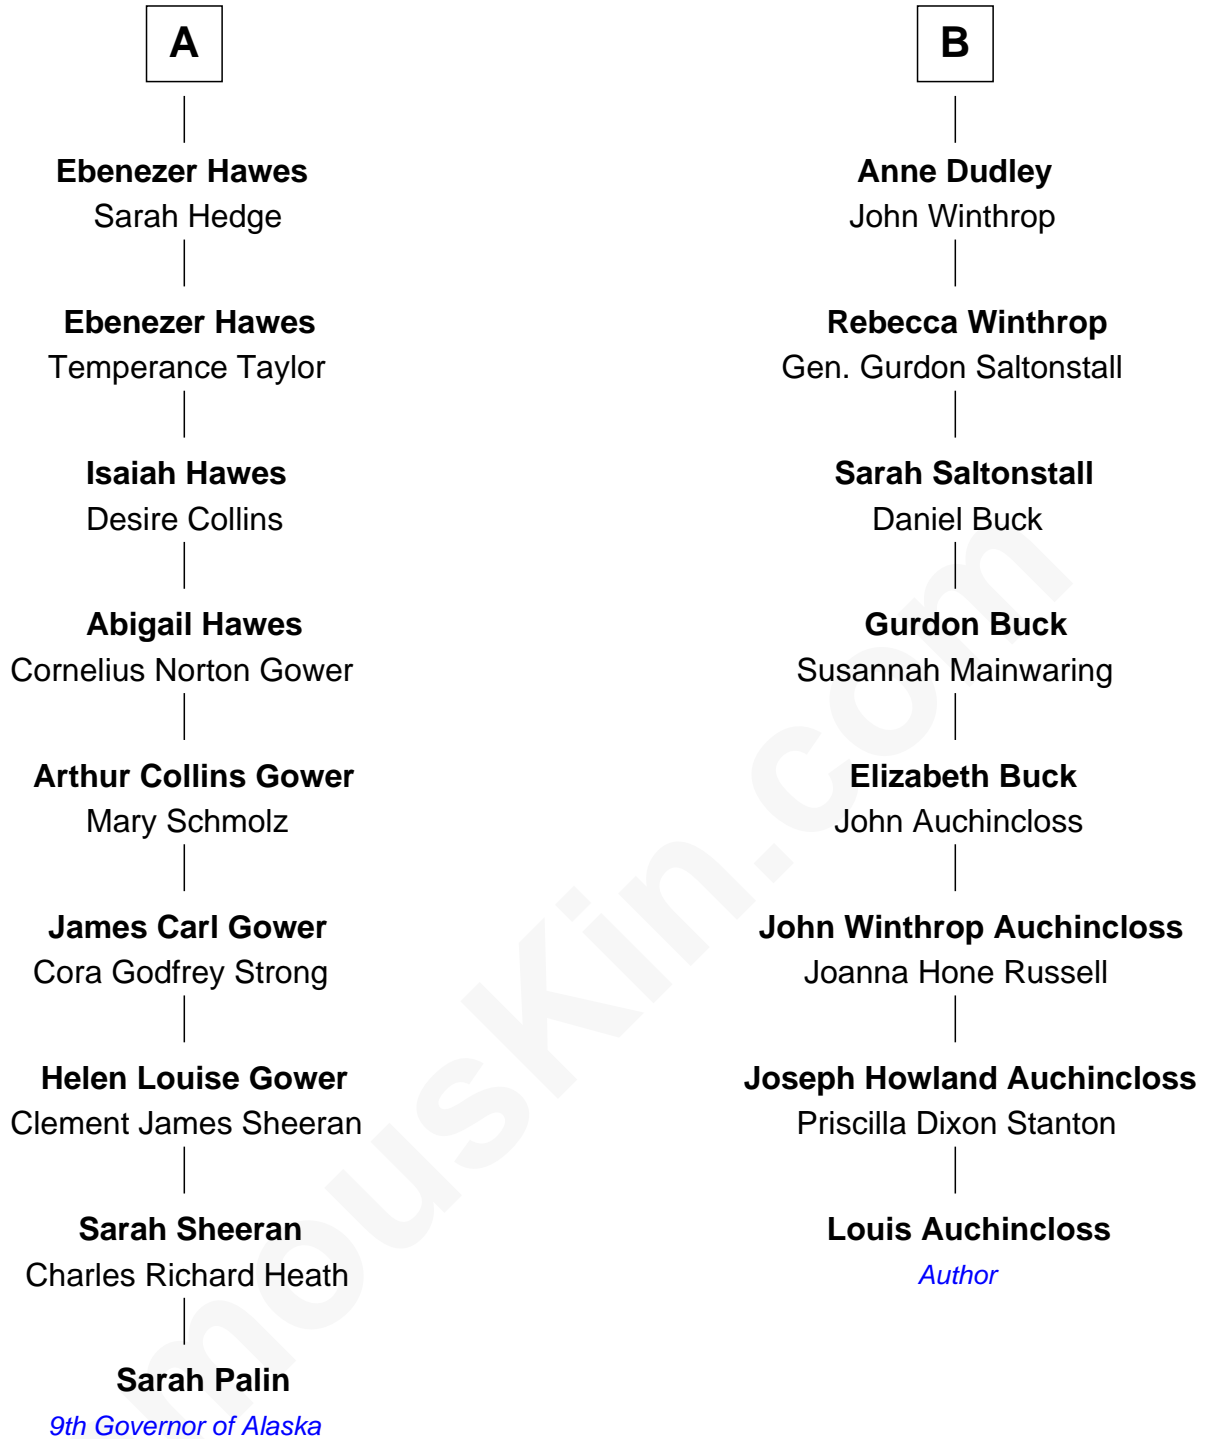 A
Ebenezer Hawes
Sarah Hedge
Ebenezer Hawes
Temperance Taylor
Isaiah Hawes
Desire Collins
Abigail Hawes
Cornelius Norton Gower
Arthur Collins Gower
Mary Schmolz
James Carl Gower
Cora Godfrey Strong
Helen Louise Gower
Clement James Sheeran
Sarah Sheeran
Charles Richard Heath
Sarah Palin
9th Governor of Alaska
B
Anne Dudley
John Winthrop
Rebecca Winthrop
Gen. Gurdon Saltonstall
Sarah Saltonstall
Daniel Buck
Gurdon Buck
Susannah Mainwaring
Elizabeth Buck
John Auchincloss
John Winthrop Auchincloss
Joanna Hone Russell
Joseph Howland Auchincloss
Priscilla Dixon Stanton
Louis Auchincloss
Author
mousKin.com